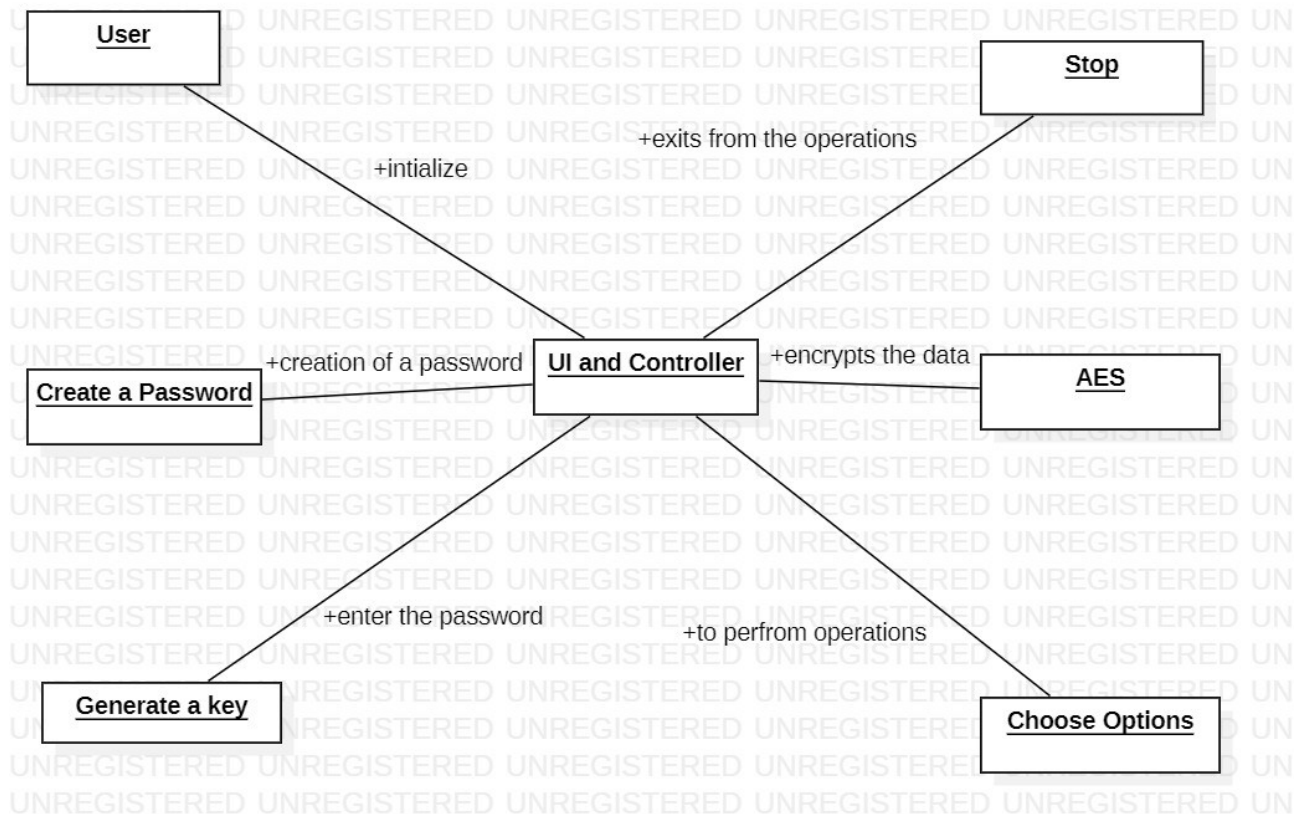 User
Stop
+exits from the operations
+intialize
+encrypts the data
+creation of a password
UI and Controller
AES
Create a Password
+enter the password
+to perfrom operations
Generate a key
Choose Options